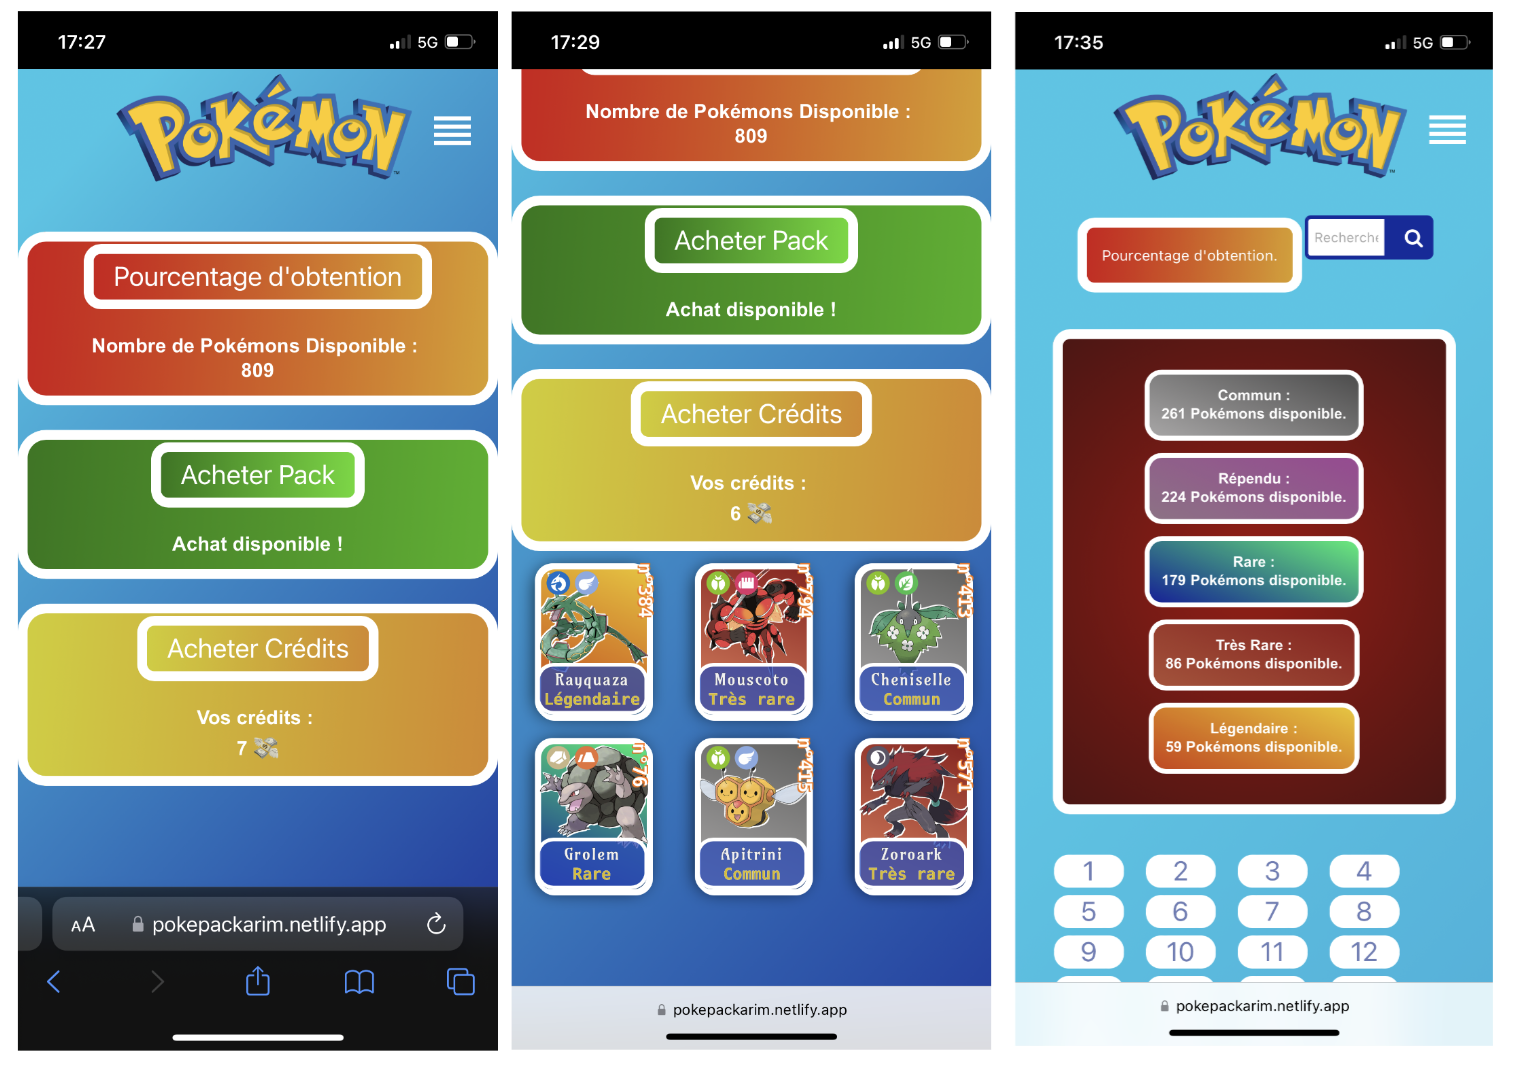 17:27
5G
POKéMON
TM
Pourcentage d'obtention
Nombre de Pokémons Disponible :
809
Acheter Pack
Achat disponible !
Acheter Crédits
Vos crédits :
7
AA
pokepackarim.netlify.app
17:29
5G
Nombre de Pokémons Disponible :
809
Acheter Pack
Achat disponible !
Acheter Crédits
Vos crédits :
6
n°384
Rayquaza
Légendaire
n°794
Mouscoto
Très rare
n°413
Cheniselle
Commun
n°76
Grolem
Rare
n°415
Apitrini
Commun
n°571
Zoroark
Très rare
pokepackarim.netlify.app
17:35
5G
POKéMON
TM
Pourcentage d'obtention.
Recherche
Commun :
261 Pokémons disponible.
Répendu :
224 Pokémons disponible.
Rare :
179 Pokémons disponible.
Très Rare :
86 Pokémons disponible.
Légendaire :
59 Pokémons disponible.
1 2 3 4
5 6 7 8
9 10 11 12
pokepackarim.netlify.app